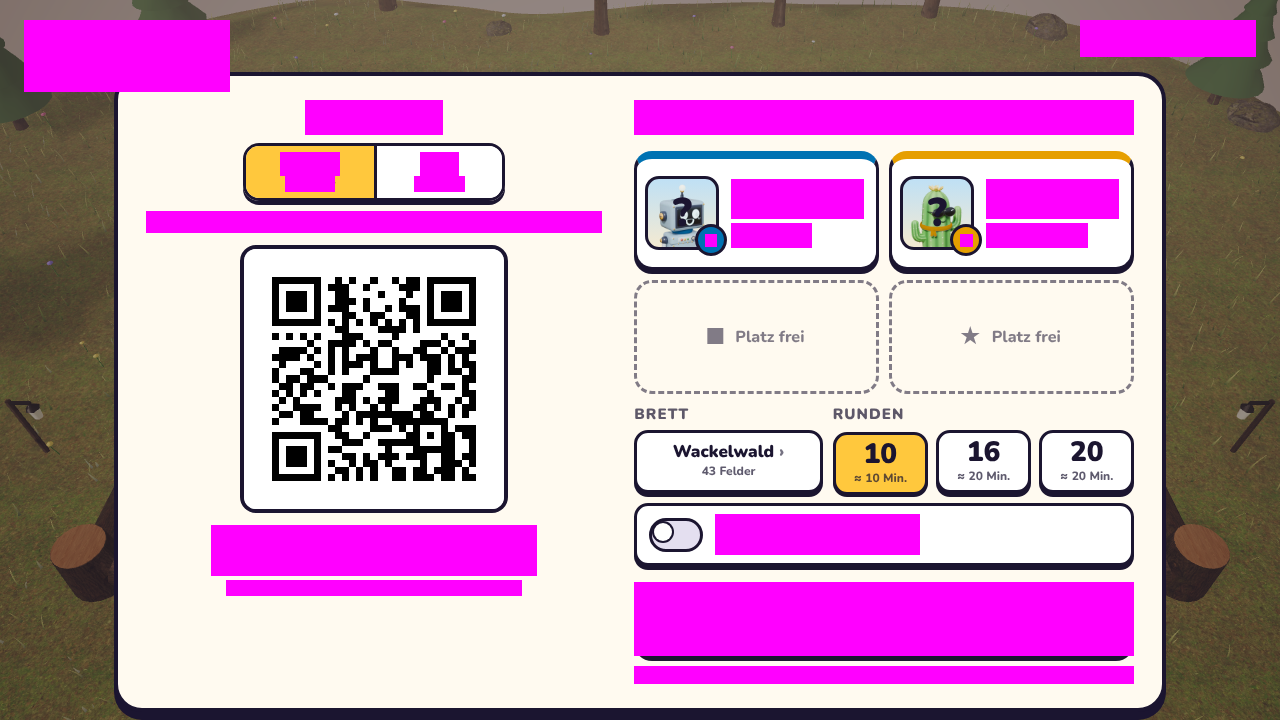 ?
?
■ Platz frei
★ Platz frei
BRETT
RUNDEN
Wackelwald ›
43 Felder
10
≈ 10 Min.
16
≈ 20 Min.
20
≈ 20 Min.